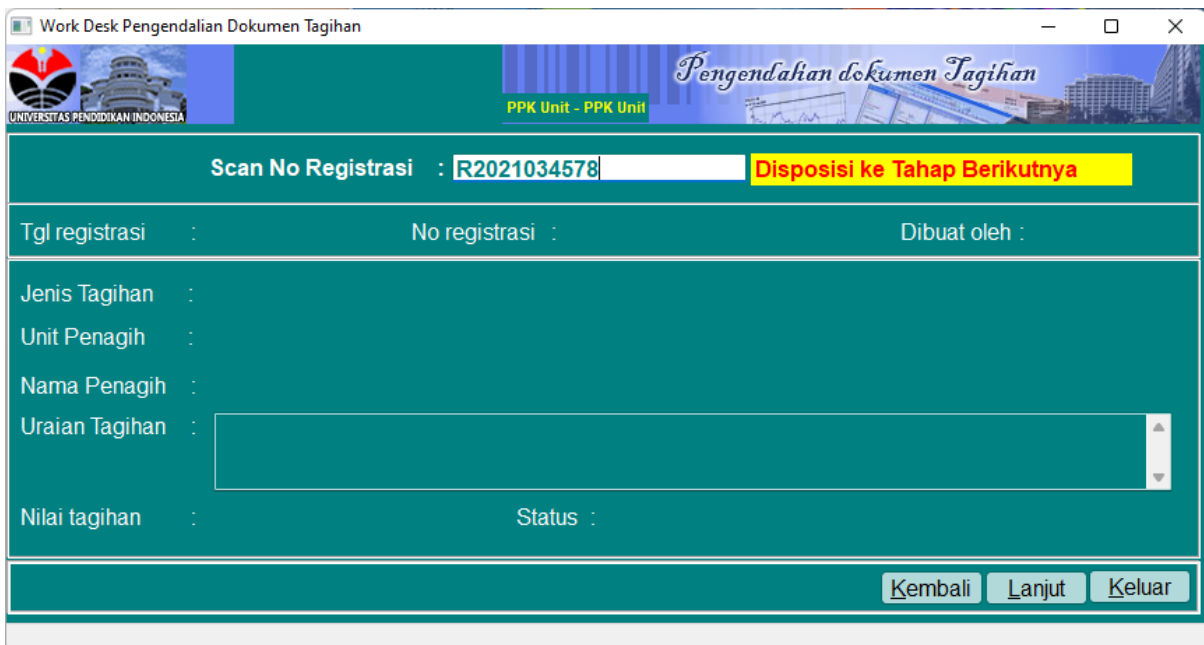 Work Desk Pengendalian Dokumen Tagihan
UNIVERSITAS PENDIDIKAN INDONESIA
PPK Unit - PPK Unit
Pengendalian dokumen Tagihan
Scan No Registrasi : R2021034578 Disposisi ke Tahap Berikutnya
Tgl registrasi : No registrasi : Dibuat oleh :
Jenis Tagihan :
Unit Penagih :
Nama Penagih :
Uraian Tagihan :
Nilai tagihan : Status :
Kembali Lanjut Keluar